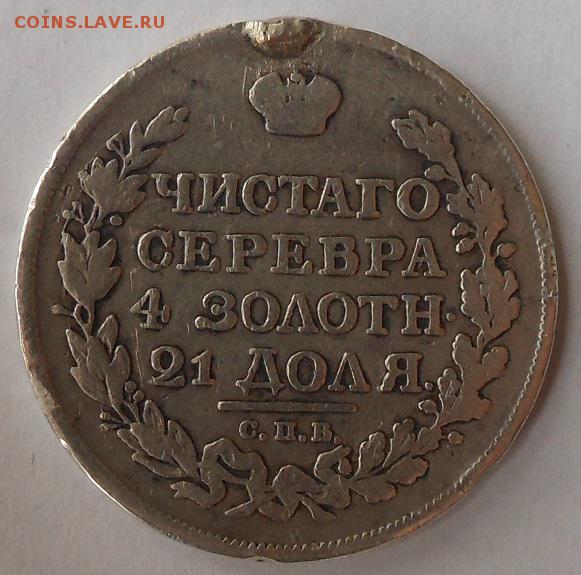 COINS.LAVE.RU
ЧИСТАГО
СЕРЕБРА
4 ЗОЛОТН.
21 ДОЛЯ.
С.П.Б.